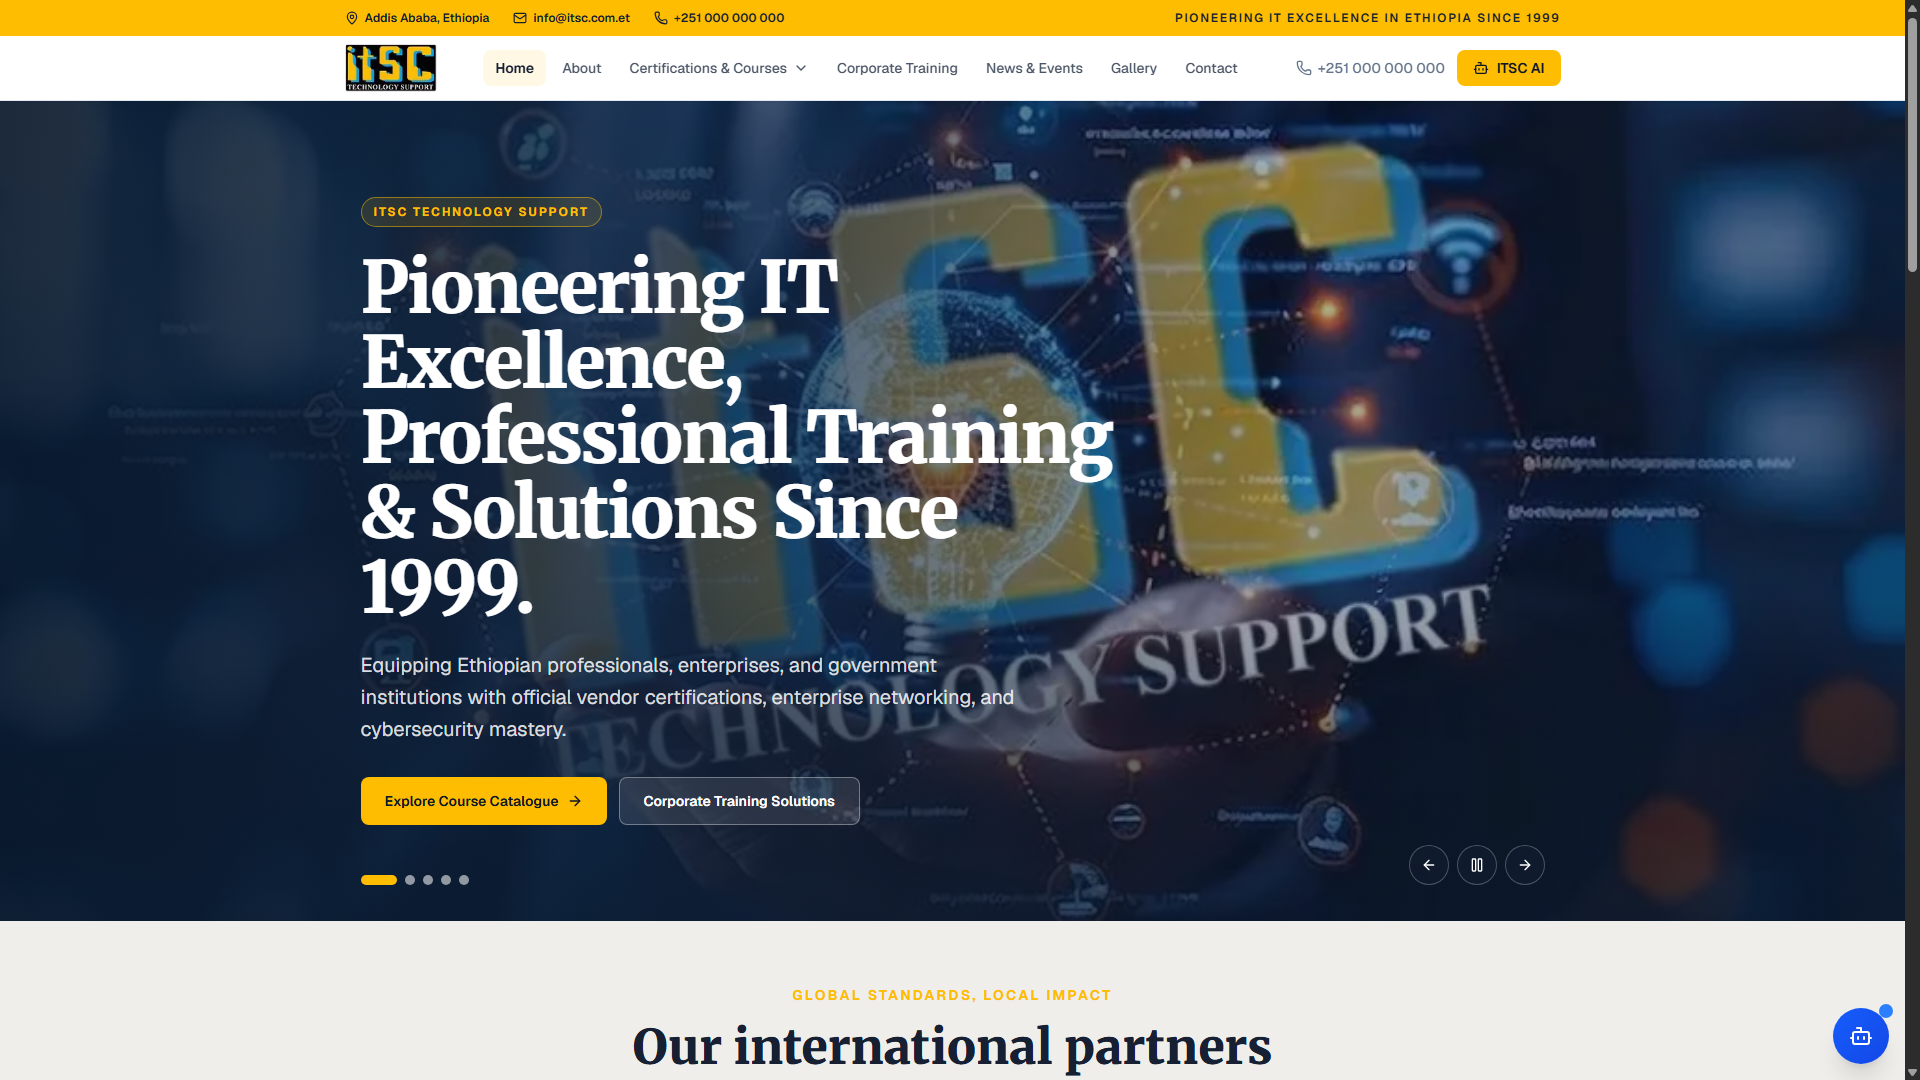 Addis Ababa, Ethiopia
info@itsc.com.et
+251 000 000 000
PIONEERING IT EXCELLENCE IN ETHIOPIA SINCE 1999
itSC
TECHNOLOGY SUPPORT
Home
About
Certifications & Courses
Corporate Training
News & Events
Gallery
Contact
+251 000 000 000
ITSC AI
itSC
TECHNOLOGY SUPPORT
ITSC TECHNOLOGY SUPPORT
Pioneering IT
Excellence,
Professional Training
& Solutions Since
1999.
Equipping Ethiopian professionals, enterprises, and government
institutions with official vendor certifications, enterprise networking, and
cybersecurity mastery.
Explore Course Catalogue
Corporate Training Solutions
GLOBAL STANDARDS, LOCAL IMPACT
Our international partners